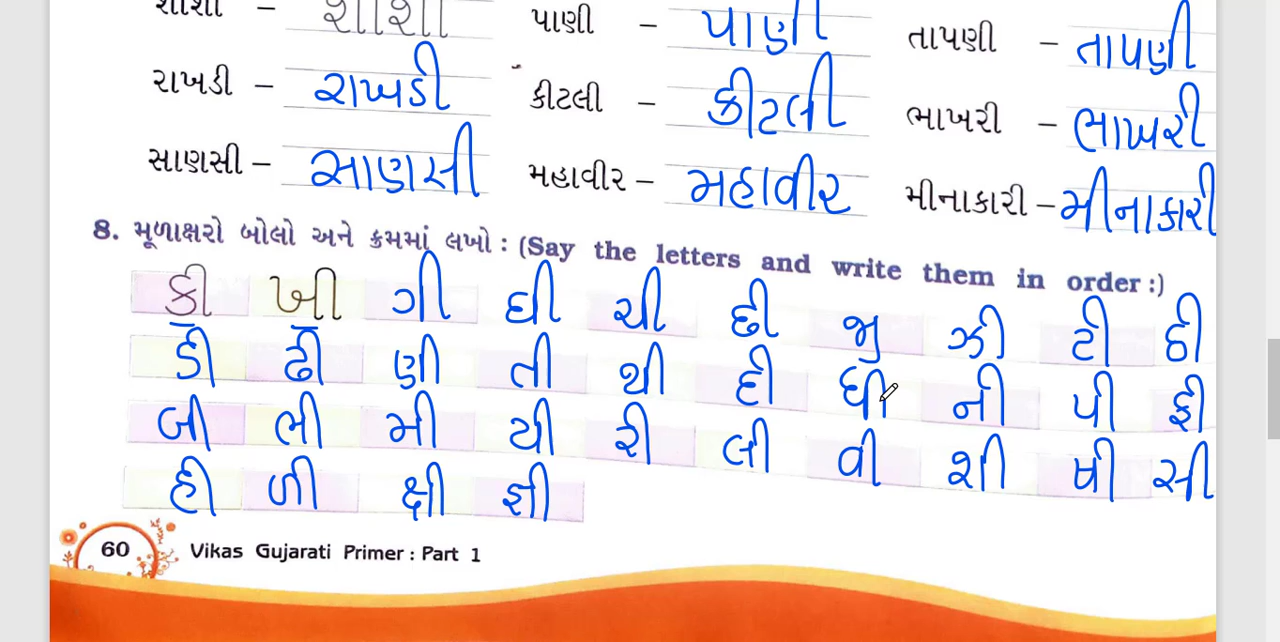 શીશી – શીશી પાણી – પાણી તાપણી – તાપણી
રાખડી – રાખડી કીટલી – કીટલી ભાખરી – ભાખરી
સાણસી – સાણસી મહાવીર – મહાવીર મીનાકારી – મીનાકારી
8. મૂળાક્ષરો બોલો અને ક્રમમાં લખો : (Say the letters and write them in order :)
કી ખી ગી ઘી ચી છી જી ઝી ટી ઠી
ડી ઢી ણી તી થી દી ધી ની પી ફી
બી ભી મી યી રી લી વી શી ષી સી
હી ળી ક્ષી જ્ઞી
60 Vikas Gujarati Primer : Part 1